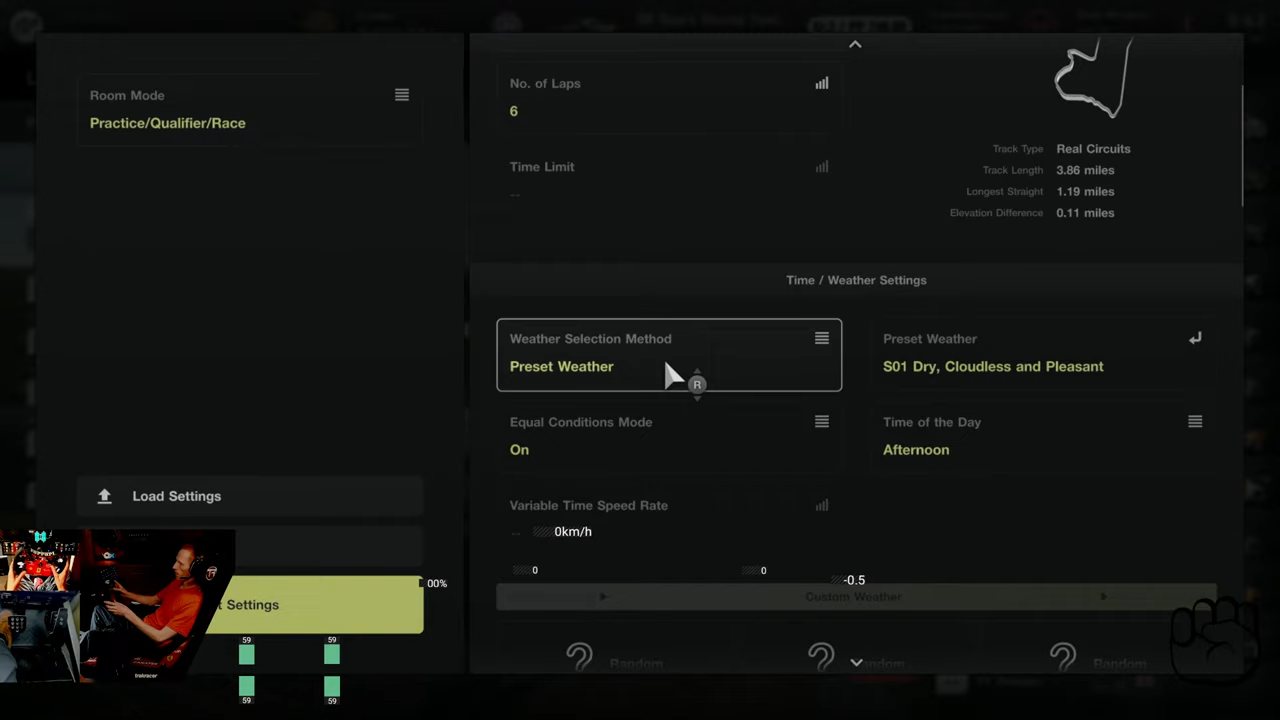 Room Mode
Practice/Qualifier/Race
No. of Laps
6
Time Limit
--
Track Type Real Circuits
Track Length 3.86 miles
Longest Straight 1.19 miles
Elevation Difference 0.11 miles
Time / Weather Settings
Weather Selection Method
Preset Weather
R
Preset Weather
S01 Dry, Cloudless and Pleasant
Equal Conditions Mode
On
Time of the Day
Afternoon
Variable Time Speed Rate
--
0km/h
0
0
-0.5
Custom Weather
Random
Random
Load Settings
00%
Settings
59
59
59
59
trakracer